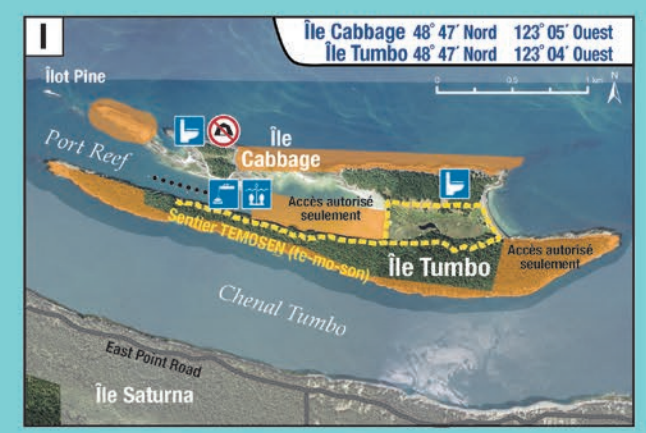 I
Île Cabbage 48° 47′ Nord 123° 05′ Ouest
Île Tumbo 48° 47′ Nord 123° 04′ Ouest
Îlot Pine
0 0.5 1 km
N
Port Reef
Île
Cabbage
Accès autorisé
seulement
Sentier TEMOSEN (te-mo-son)
Île Tumbo
Accès autorisé
seulement
Chenal Tumbo
East Point Road
Île Saturna